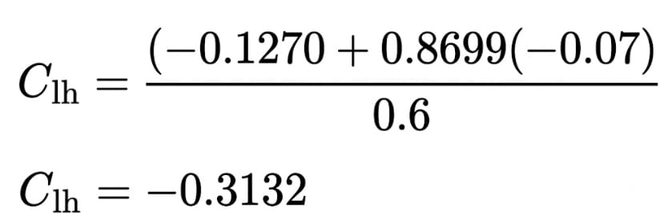 C_lh = (−0.1270 + 0.8699(−0.07) / 0.6
C_lh = −0.3132